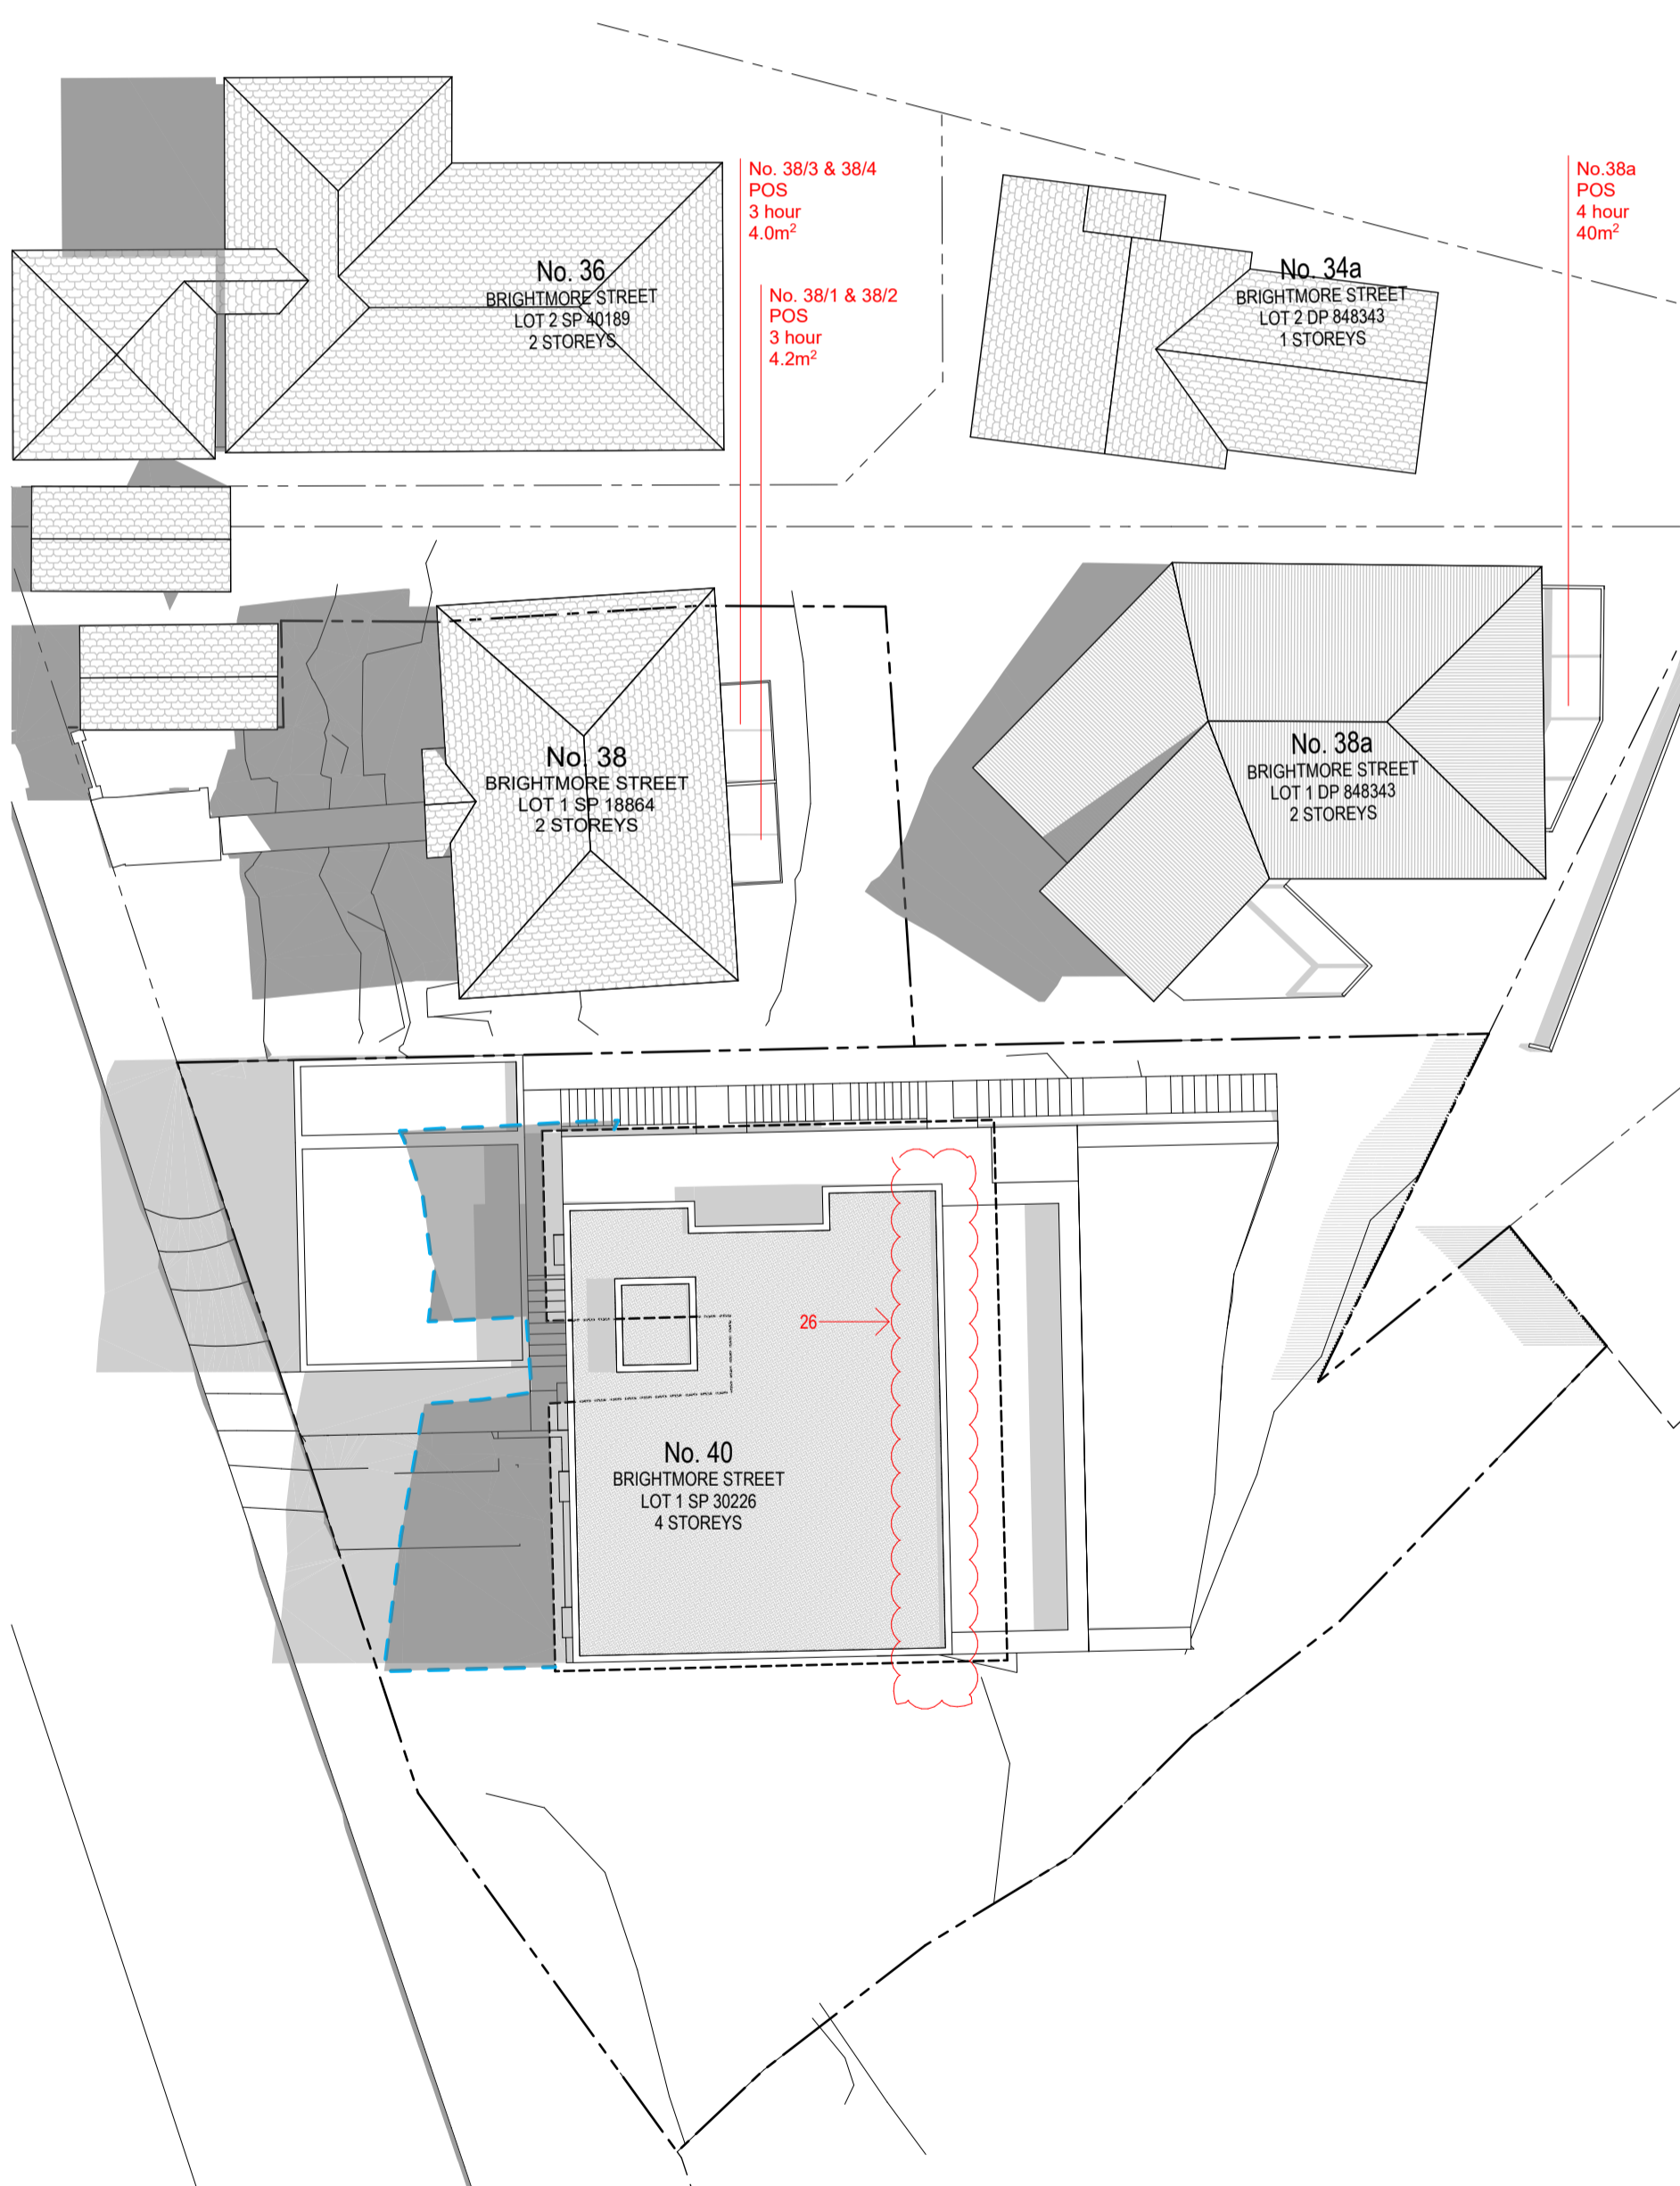 No. 38/3 & 38/4
POS
3 hour
4.0m²
No.38a
POS
4 hour
40m²
No. 36
BRIGHTMORE STREET
LOT 2 SP 40189
2 STOREYS
No. 38/1 & 38/2
POS
3 hour
4.2m²
No. 34a
BRIGHTMORE STREET
LOT 2 DP 848343
1 STOREYS
No. 38
BRIGHTMORE STREET
LOT 1 SP 18864
2 STOREYS
No. 38a
BRIGHTMORE STREET
LOT 1 DP 848343
2 STOREYS
26
No. 40
BRIGHTMORE STREET
LOT 1 SP 30226
4 STOREYS